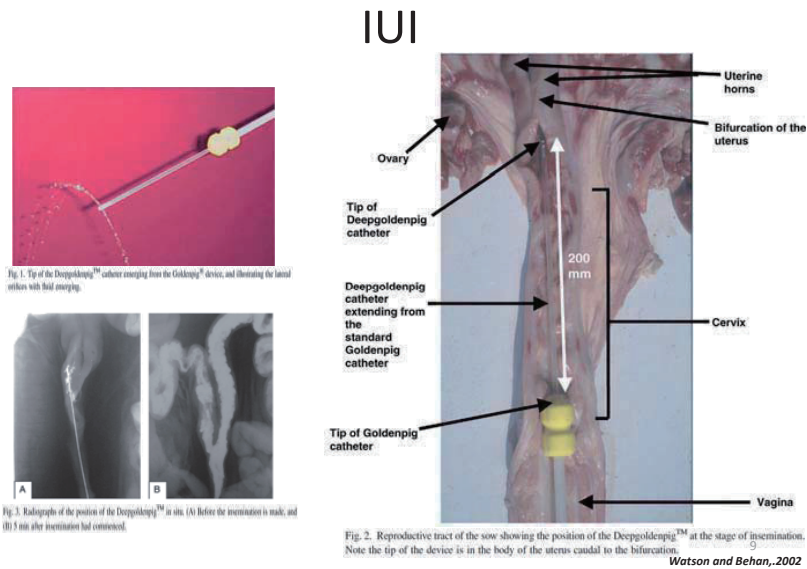 IUI
Fig. 1. Tip of the Deepgoldenpig™ catheter emerging from the Goldenpig® device, and illustrating the lateral
orifices with fluid emerging.
A
B
Fig. 3. Radiographs of the position of the Deepgoldenpig™ in situ. (A) Before the insemination is made, and
(B) 5 min after insemination had commenced.
Uterine
horns
Bifurcation of the
uterus
Ovary
Tip of
Deepgoldenpig
catheter
200
mm
Deepgoldenpig
catheter
extending from
the
standard
Goldenpig
catheter
Cervix
Tip of Goldenpig
catheter
Vagina
Fig. 2. Reproductive tract of the sow showing the position of the Deepgoldenpig™ at the stage of insemination.
Note the tip of the device is in the body of the uterus caudal to the bifurcation.
9
Watson and Behan,.2002